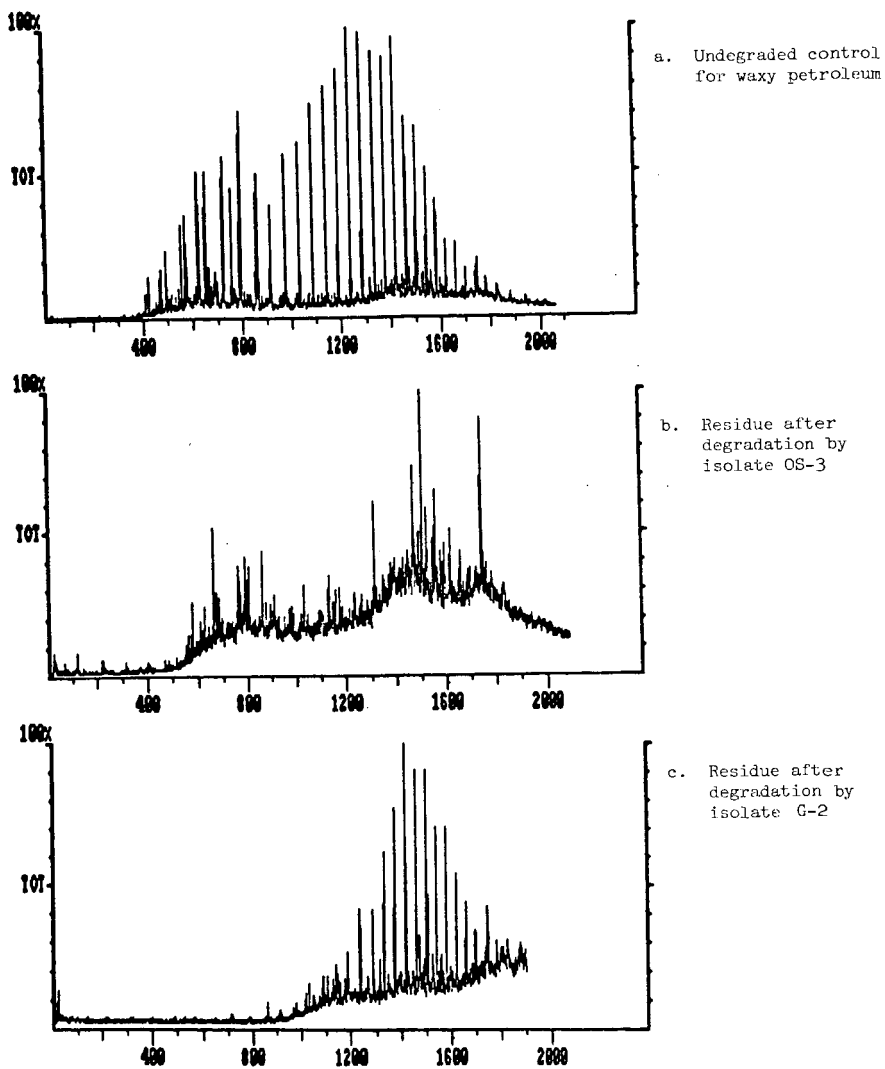 100%
TOT
400 800 1200 1600 2000
a. Undegraded control
for waxy petroleum
100%
TOT
400 800 1200 1600 2000
b. Residue after
degradation by
isolate OS-3
100%
TOT
400 800 1200 1600 2000
c. Residue after
degradation by
isolate G-2